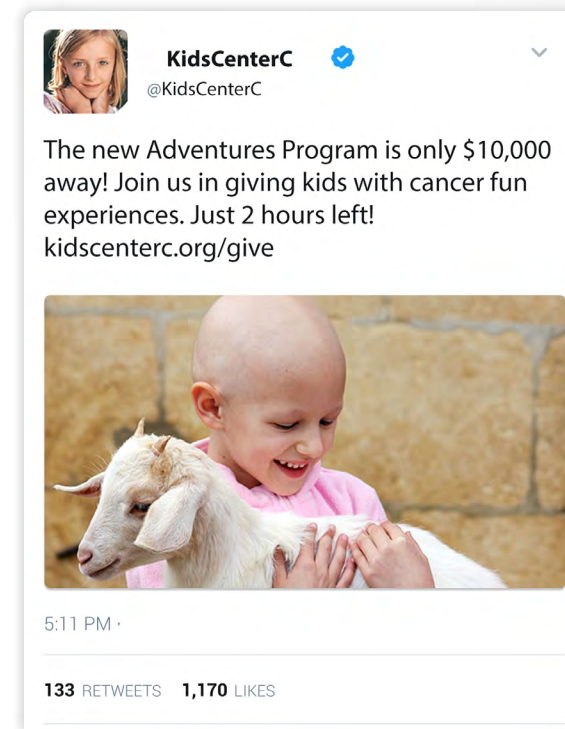 KidsCenterC
@KidsCenterC
The new Adventures Program is only $10,000
away! Join us in giving kids with cancer fun
experiences. Just 2 hours left!
kidscenterc.org/give
5:11 PM ·
133 RETWEETS 1,170 LIKES